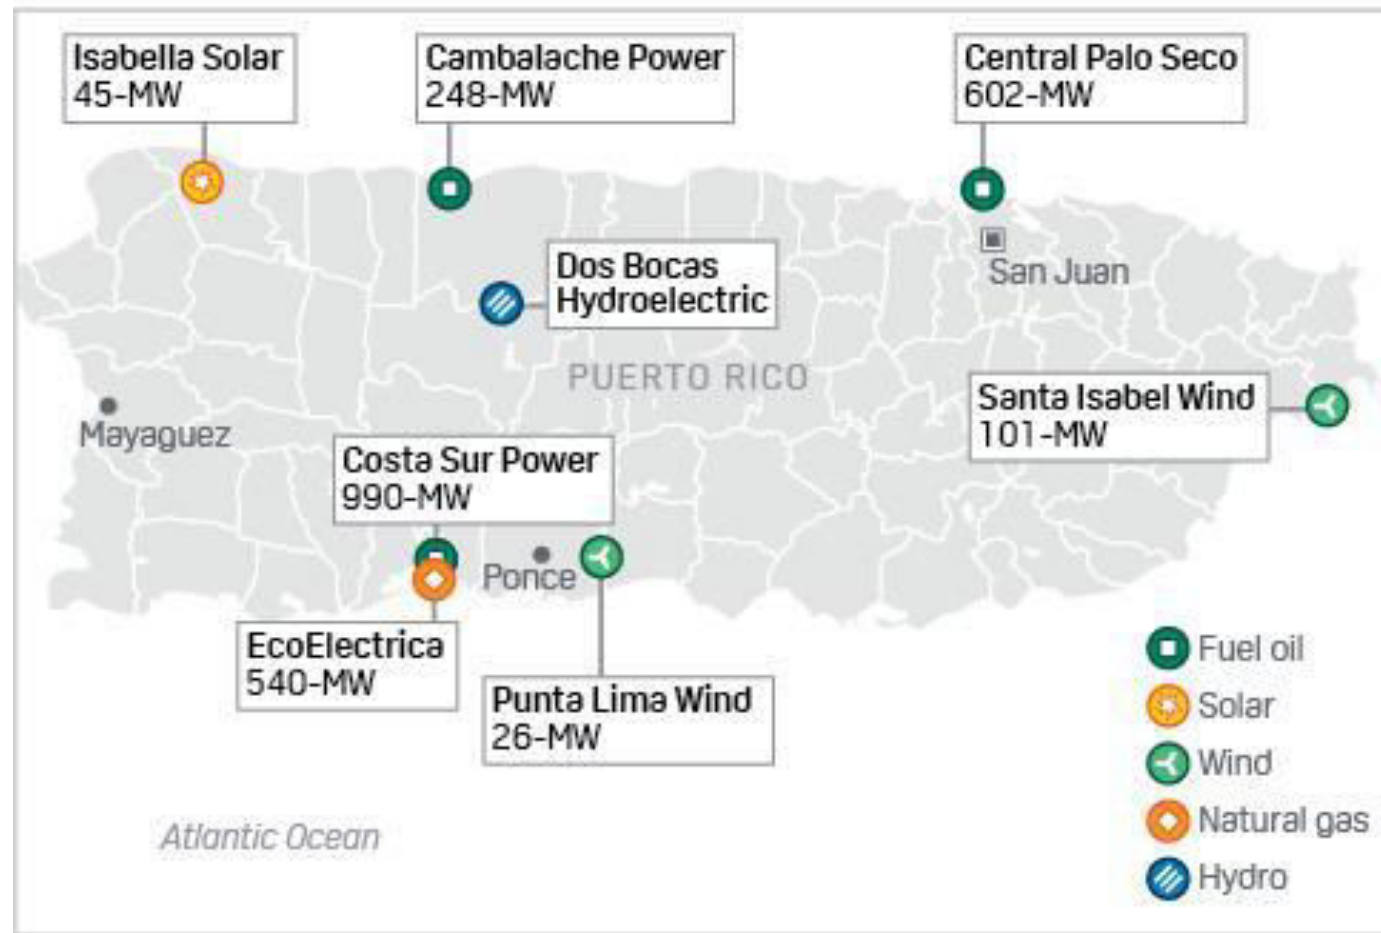 Isabella Solar
45-MW
Cambalache Power
248-MW
Central Palo Seco
602-MW
Dos Bocas
Hydroelectric
San Juan
PUERTO RICO
Santa Isabel Wind
101-MW
Mayaguez
Costa Sur Power
990-MW
Ponce
EcoElectrica
540-MW
Punta Lima Wind
26-MW
Fuel oil
Solar
Wind
Natural gas
Hydro
Atlantic Ocean